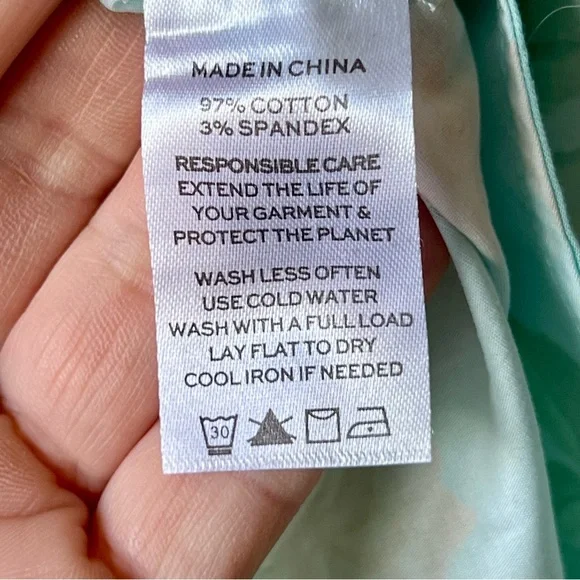 MADE IN CHINA
97% COTTON
3% SPANDEX
RESPONSIBLE CARE
EXTEND THE LIFE OF
YOUR GARMENT &
PROTECT THE PLANET
WASH LESS OFTEN
USE COLD WATER
WASH WITH A FULL LOAD
LAY FLAT TO DRY
COOL IRON IF NEEDED
30